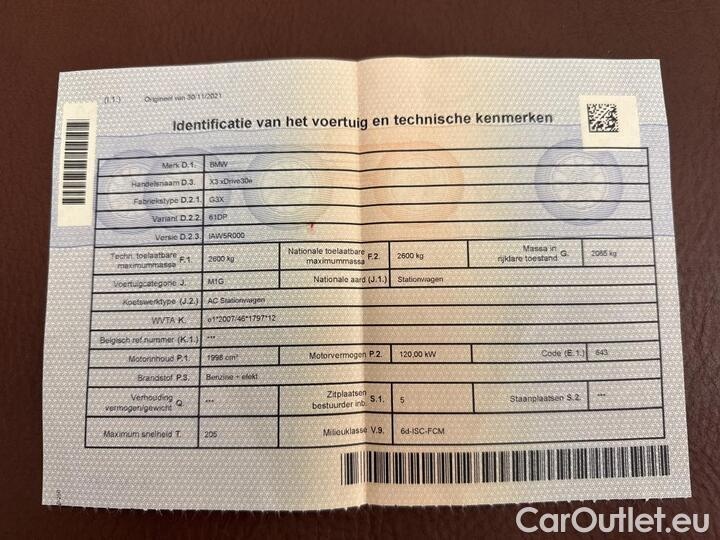 (I.1.) Origineel van 30/11/2021
Identificatie van het voertuig en technische kenmerken
Merk D.1. BMW
Handelsnaam D.3. X3 xDrive30e
Fabriekstype D.2.1. G3X
Variant D.2.2. 61DP
Versie D.2.3. IAW5R000
Techn. toelaatbare maximummassa F.1. 2600 kg Nationale toelaatbare maximummassa F.2. 2600 kg Massa in rijklare toestand G. 2065 kg
Voertuigcategorie J. M1G Nationale aard (J.1.) Stationwagen
Koetswerktype (J.2.) AC Stationwagen
WVTA K. e1*2007/46*1797*12
Belgisch ref.nummer (K.1.) ***
Motorinhoud P.1. 1998 cm³ Motorvermogen P.2. 120,00 kW Code (E.1.) 643
Brandstof P.3. Benzine + elekt
Verhouding vermogen/gewicht Q. *** Zitplaatsen bestuurder inb. S.1. 5 Staanplaatsen S.2. ***
Maximum snelheid T. 205 Milieuklasse V.9. 6d-ISC-FCM
CarOutlet.eu